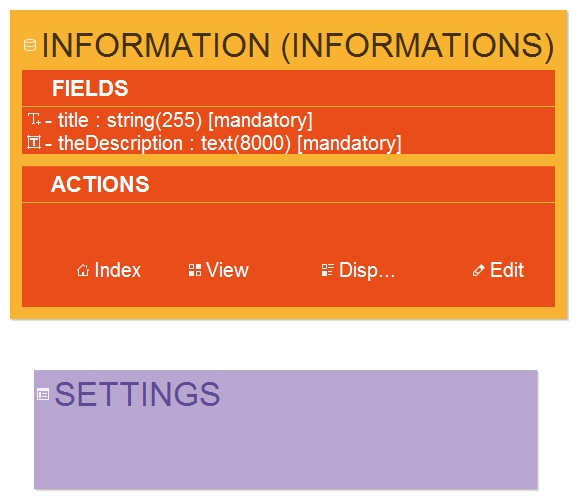 INFORMATION (INFORMATIONS)
FIELDS
- title : string(255) [mandatory]
- theDescription : text(8000) [mandatory]
ACTIONS
Index View Disp... Edit
SETTINGS